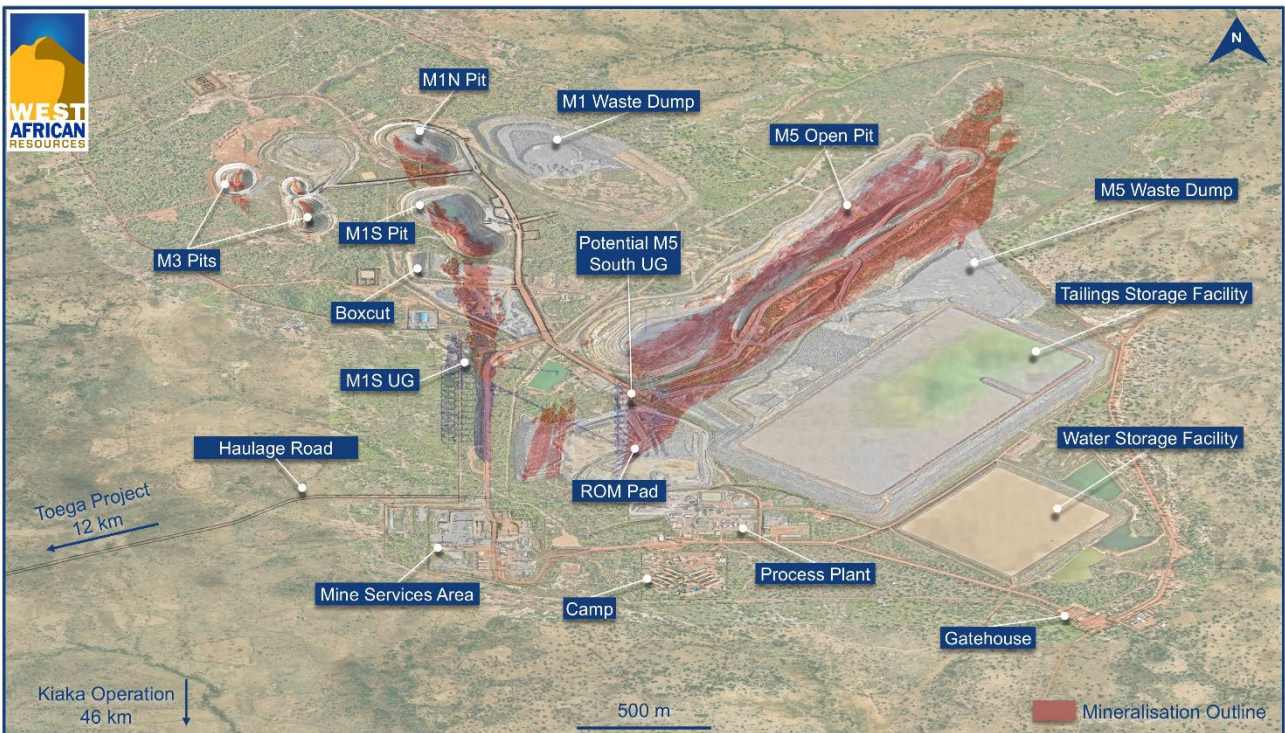 WEST
AFRICAN
RESOURCES
N
M1N Pit
M1 Waste Dump
M5 Open Pit
M5 Waste Dump
M3 Pits
M1S Pit
Potential M5
South UG
Tailings Storage Facility
Boxcut
M1S UG
Water Storage Facility
Haulage Road
ROM Pad
Toega Project
12 km
Process Plant
Mine Services Area
Camp
Gatehouse
Kiaka Operation
46 km
500 m
Mineralisation Outline